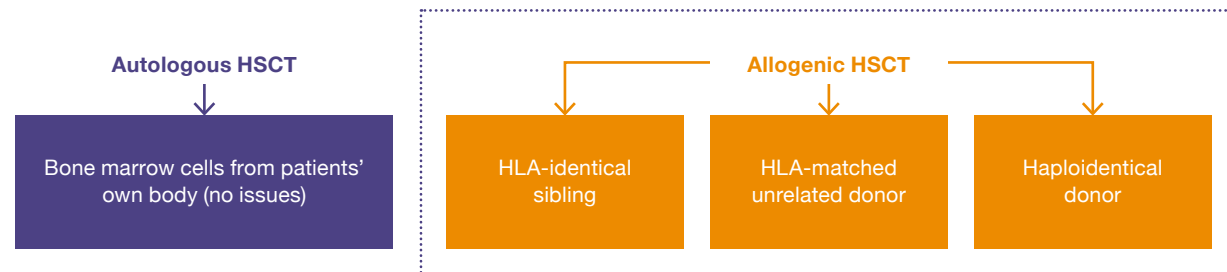 Autologous HSCT
Bone marrow cells from patients’
own body (no issues)
Allogenic HSCT
HLA-identical
sibling
HLA-matched
unrelated donor
Haploidentical
donor